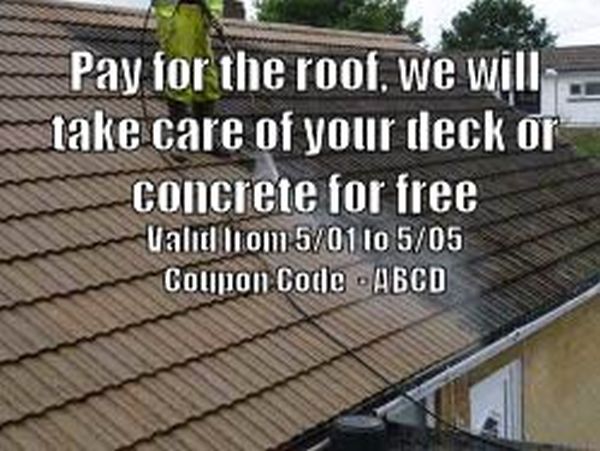 Pay for the roof, we will
take care of your deck or
concrete for free
Valid from 5/01 to 5/05
Coupon Code - ABCD